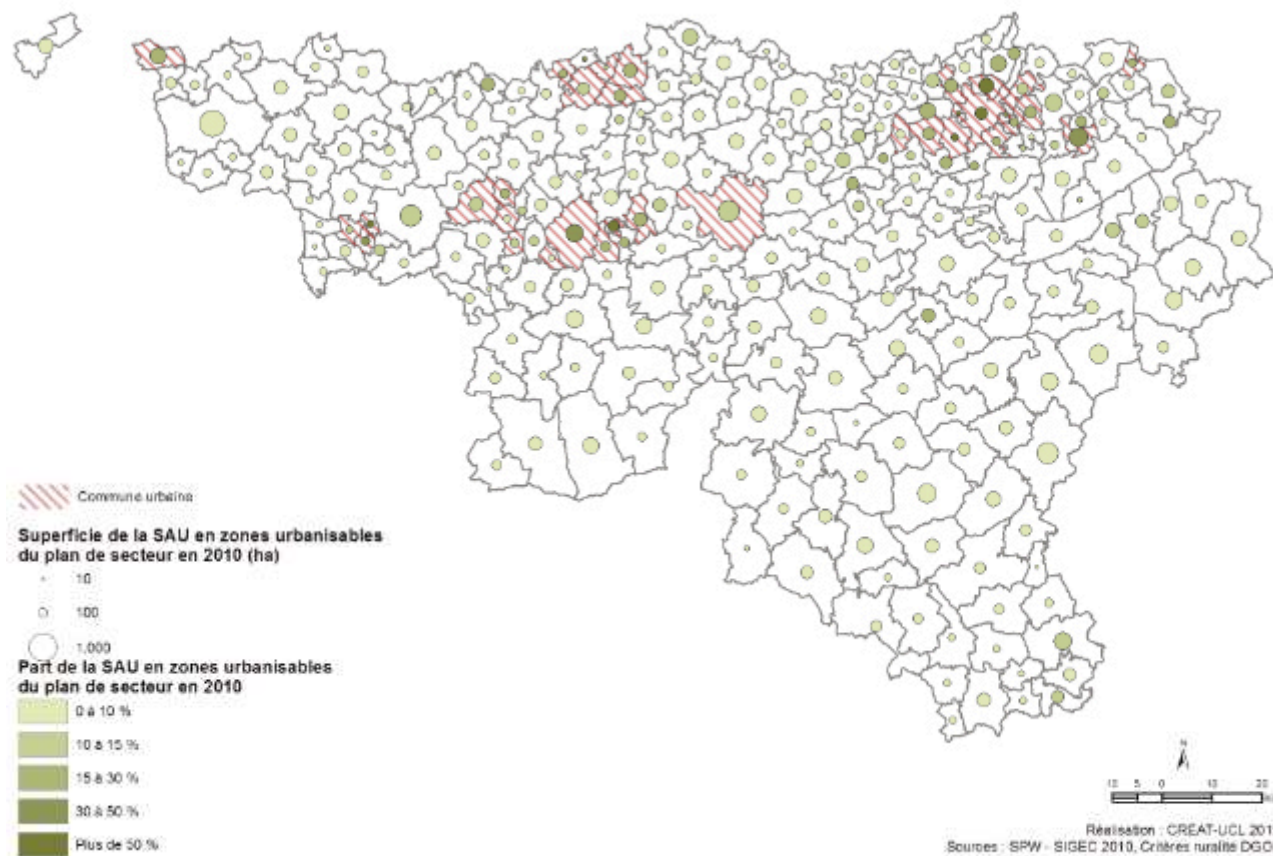 Commune urbaine
Superficie de la SAU en zones urbanisables
du plan de secteur en 2010 (ha)
10
100
1,000
Part de la SAU en zones urbanisables
du plan de secteur en 2010
0 à 10 %
10 à 15 %
15 à 30 %
30 à 50 %
Plus de 50 %
N
10 5 0 10 20
Réalisation : CREAT-UCL 201
Sources : SPW - SIGEC 2010, Critères ruralité DGO